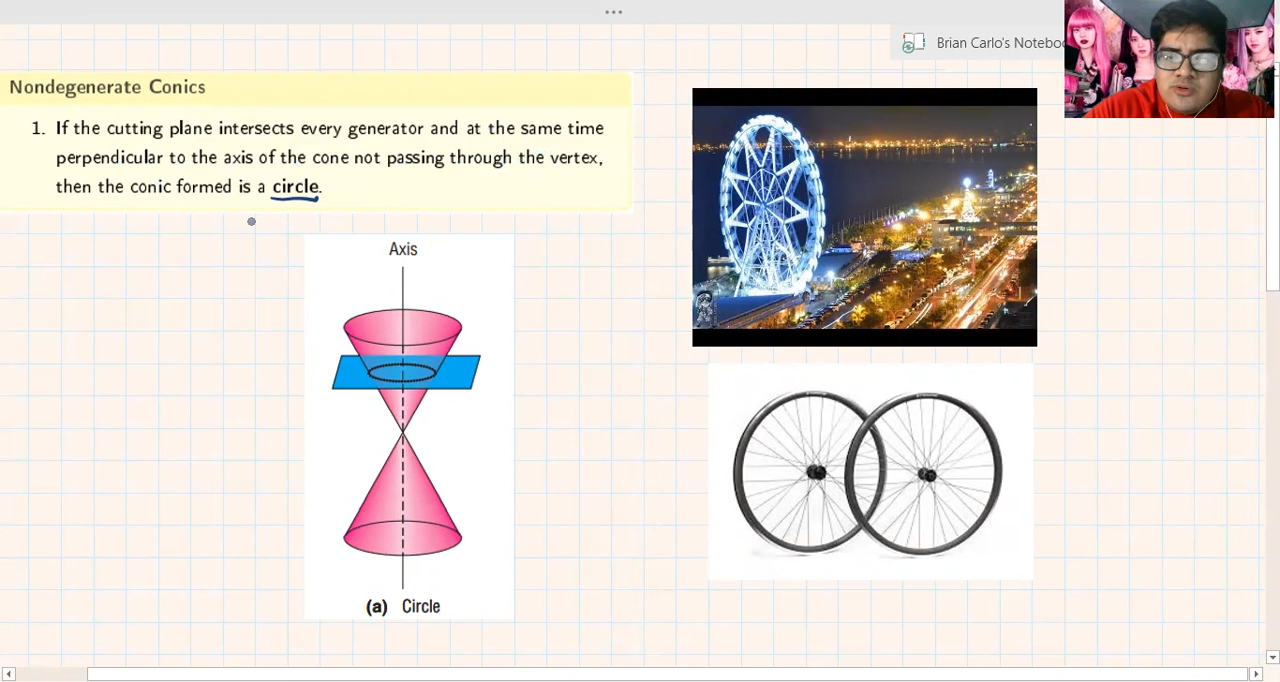 Brian Carlo's Noteboo
Nondegenerate Conics
1. If the cutting plane intersects every generator and at the same time
perpendicular to the axis of the cone not passing through the vertex,
then the conic formed is a circle.
Axis
(a) Circle